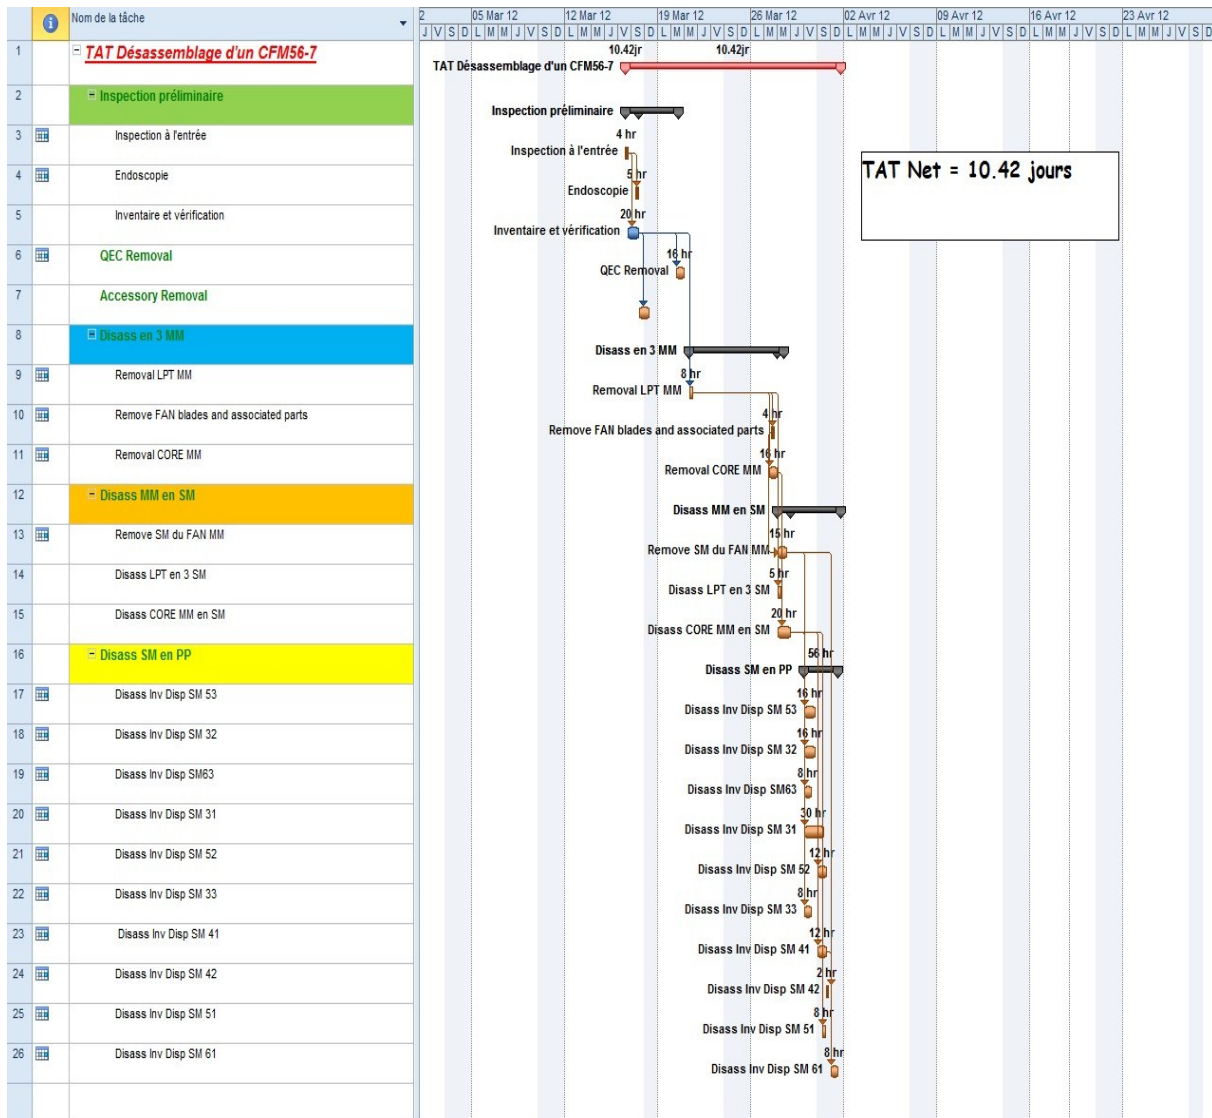 Nom de la tâche
2 05 Mar 12 12 Mar 12 19 Mar 12 26 Mar 12 02 Avr 12 09 Avr 12 16 Avr 12 23 Avr 12
J V S D L M M J V S D L M M J V S D L M M J V S D L M M J V S D L M M J V S D L M M J V S D L M M J V S D L M M J V S D
1 TAT Désassemblage d'un CFM56-7
10.42jr 10.42jr
TAT Désassemblage d'un CFM56-7
2 Inspection préliminaire
Inspection préliminaire
3 Inspection à l'entrée
4 hr
Inspection à l'entrée
TAT Net = 10.42 jours
4 Endoscopie
5 hr
Endoscopie
5 Inventaire et vérification
20 hr
Inventaire et vérification
6 QEC Removal
16 hr
QEC Removal
7 Accessory Removal
8 Disass en 3 MM
Disass en 3 MM
9 Removal LPT MM
8 hr
Removal LPT MM
10 Remove FAN blades and associated parts
4 hr
Remove FAN blades and associated parts
11 Removal CORE MM
16 hr
Removal CORE MM
12 Disass MM en SM
Disass MM en SM
13 Remove SM du FAN MM
15 hr
Remove SM du FAN MM
14 Disass LPT en 3 SM
5 hr
Disass LPT en 3 SM
15 Disass CORE MM en SM
20 hr
Disass CORE MM en SM
16 Disass SM en PP
56 hr
Disass SM en PP
17 Disass Inv Disp SM 53
16 hr
Disass Inv Disp SM 53
18 Disass Inv Disp SM 32
16 hr
Disass Inv Disp SM 32
19 Disass Inv Disp SM63
8 hr
Disass Inv Disp SM63
20 Disass Inv Disp SM 31
30 hr
Disass Inv Disp SM 31
21 Disass Inv Disp SM 52
12 hr
Disass Inv Disp SM 52
22 Disass Inv Disp SM 33
8 hr
Disass Inv Disp SM 33
23 Disass Inv Disp SM 41
12 hr
Disass Inv Disp SM 41
24 Disass Inv Disp SM 42
2 hr
Disass Inv Disp SM 42
25 Disass Inv Disp SM 51
8 hr
Disass Inv Disp SM 51
26 Disass Inv Disp SM 61
8 hr
Disass Inv Disp SM 61